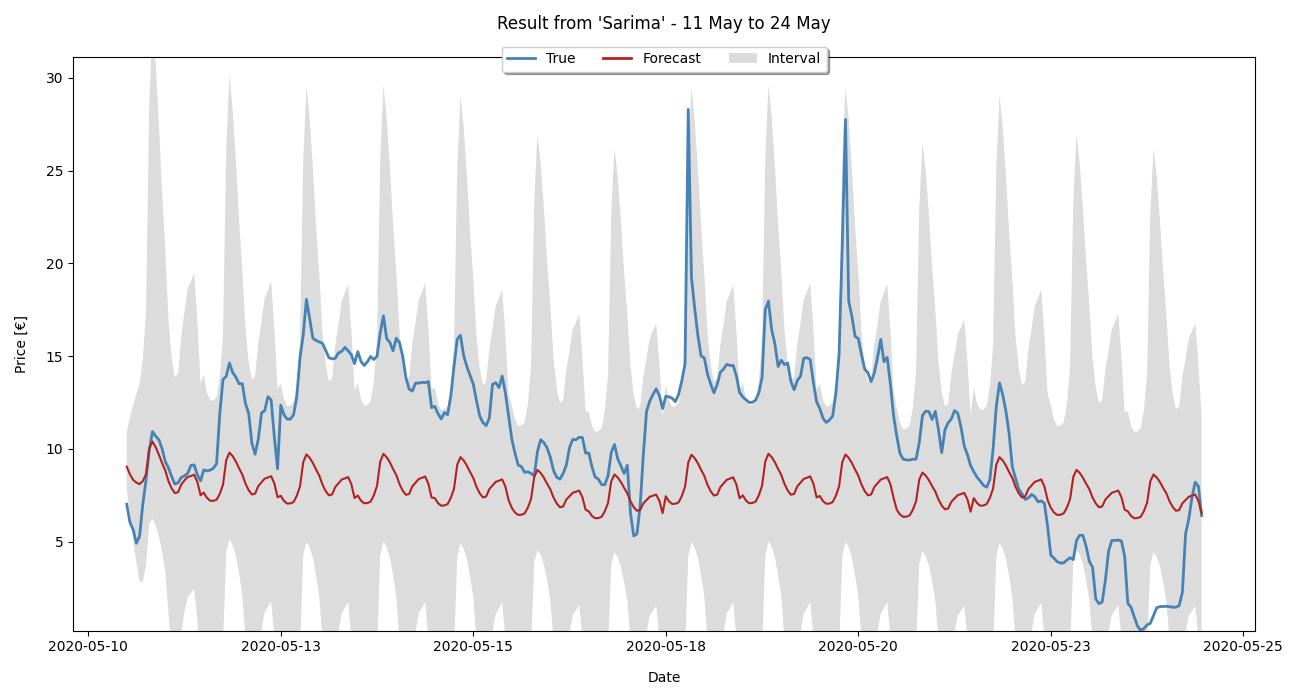 Result from 'Sarima' - 11 May to 24 May
True Forecast Interval
Price [€]
30
25
20
15
10
5
2020-05-10 2020-05-13 2020-05-15 2020-05-18 2020-05-20 2020-05-23 2020-05-25
Date